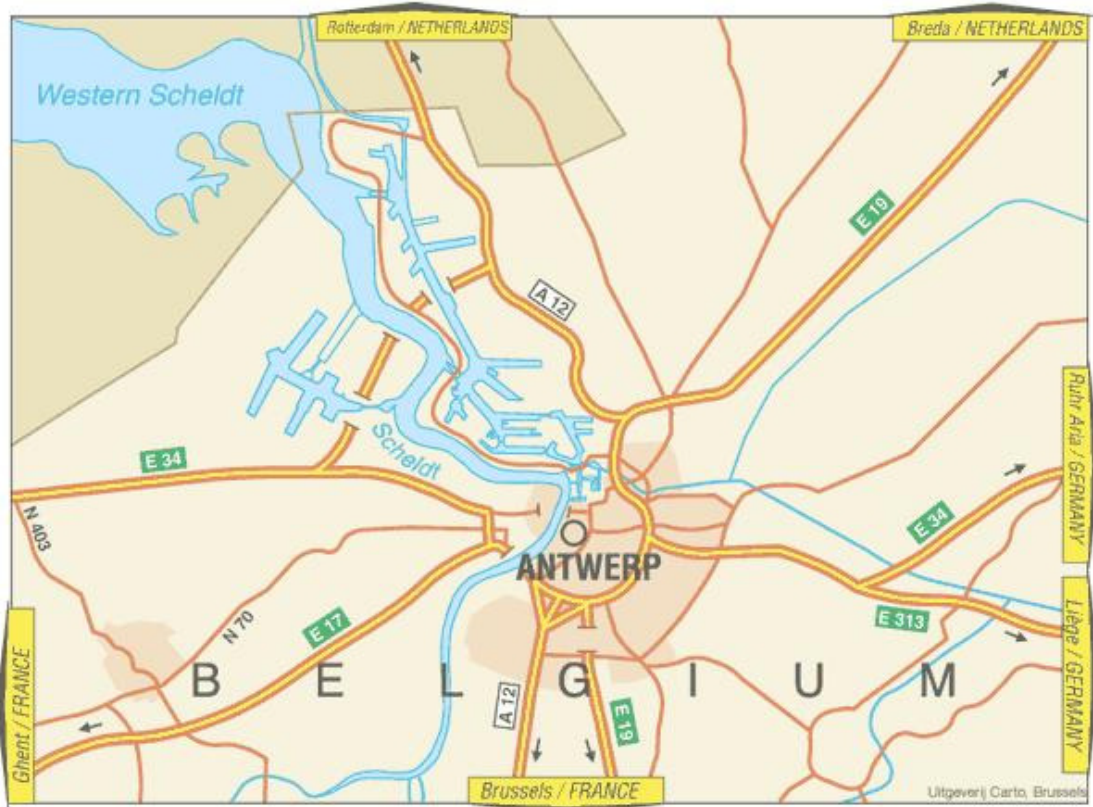 Rotterdam / NETHERLANDS
Breda / NETHERLANDS
Western Scheldt
E 19
A 12
Ruhr Aria / GERMANY
Scheldt
E 34
N 403
E 34
ANTWERP
Liège / GERMANY
E 313
E 17
N 70
BELGIUM
Ghent / FRANCE
A 12
E 19
Brussels / FRANCE
Uitgeverij Carto, Brussels